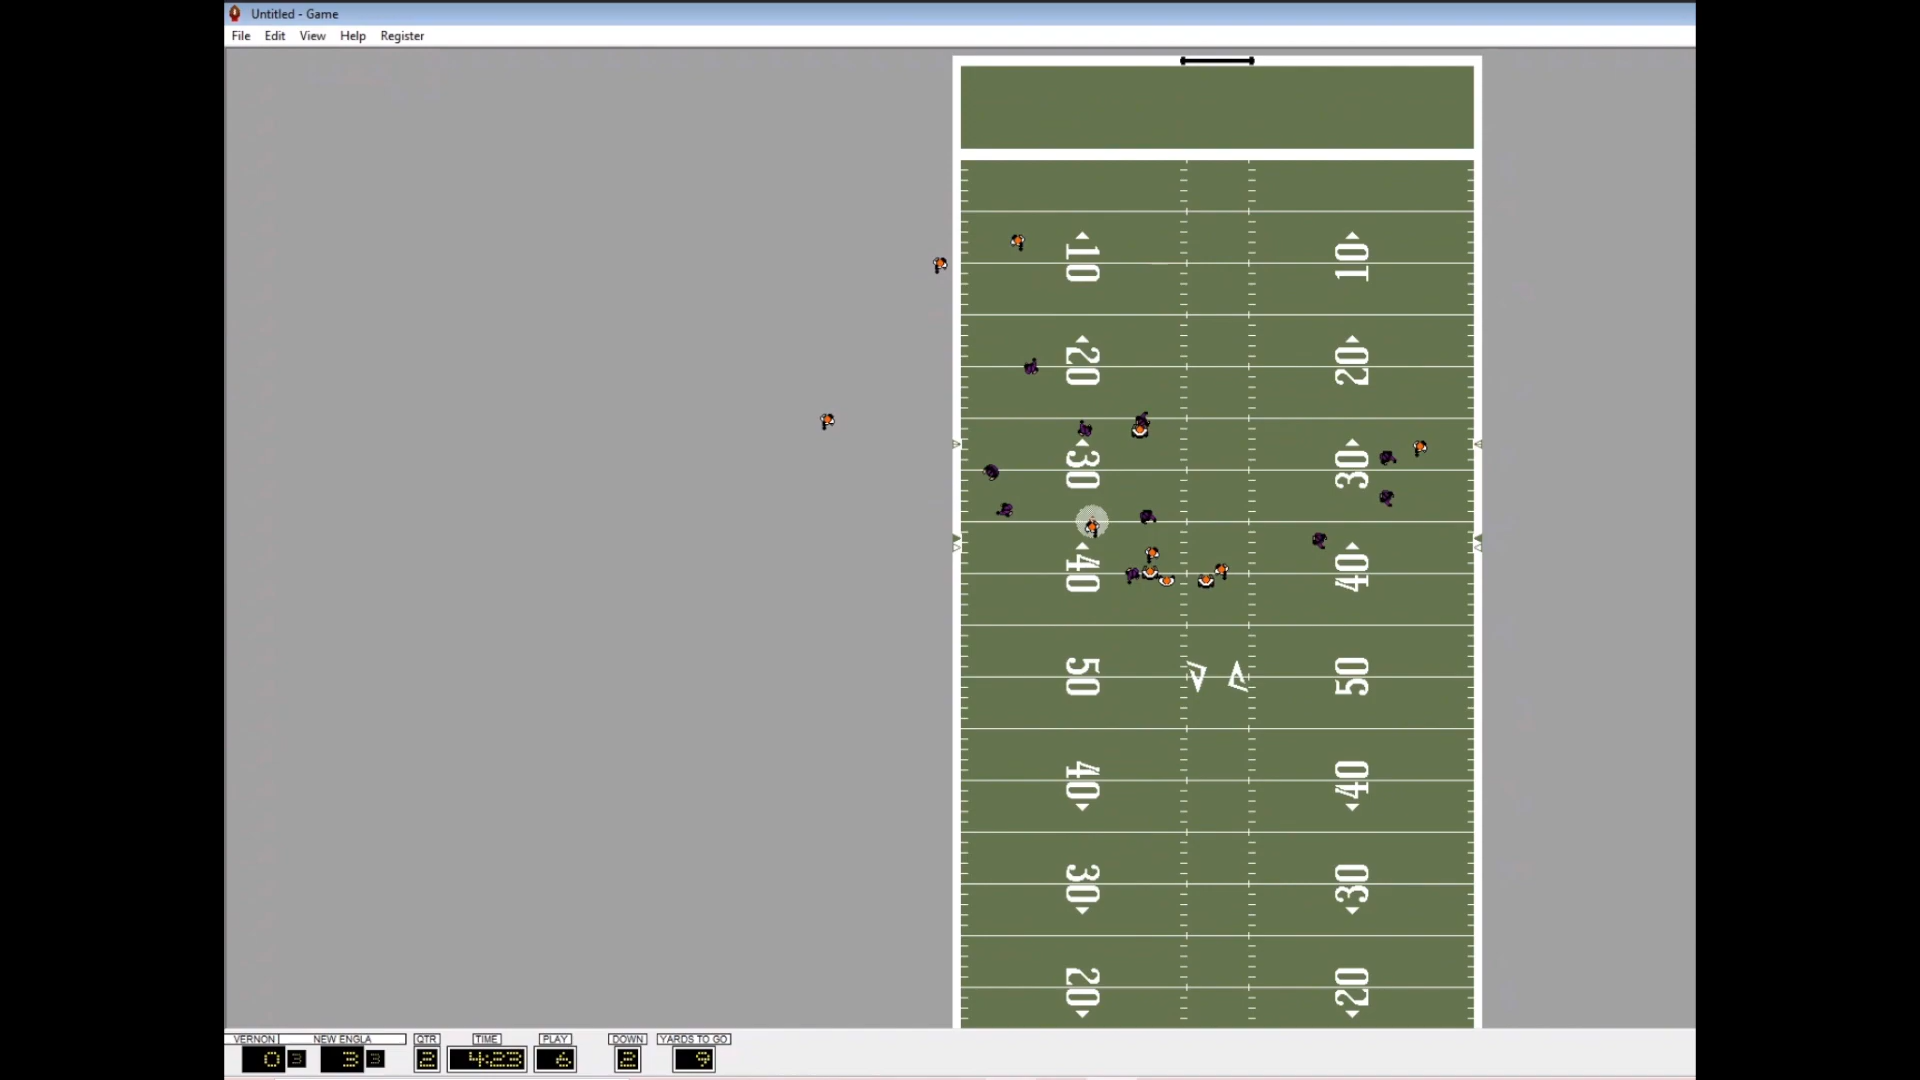 Untitled - Game
File Edit View Help Register
10 10
20 20
30 30
40 40
50 50
40 40
30 30
20 20
VERNON NEW ENGLA QTR TIME PLAY DOWN YARDS TO GO
0 3 3 3 2 4:23 6 2 9